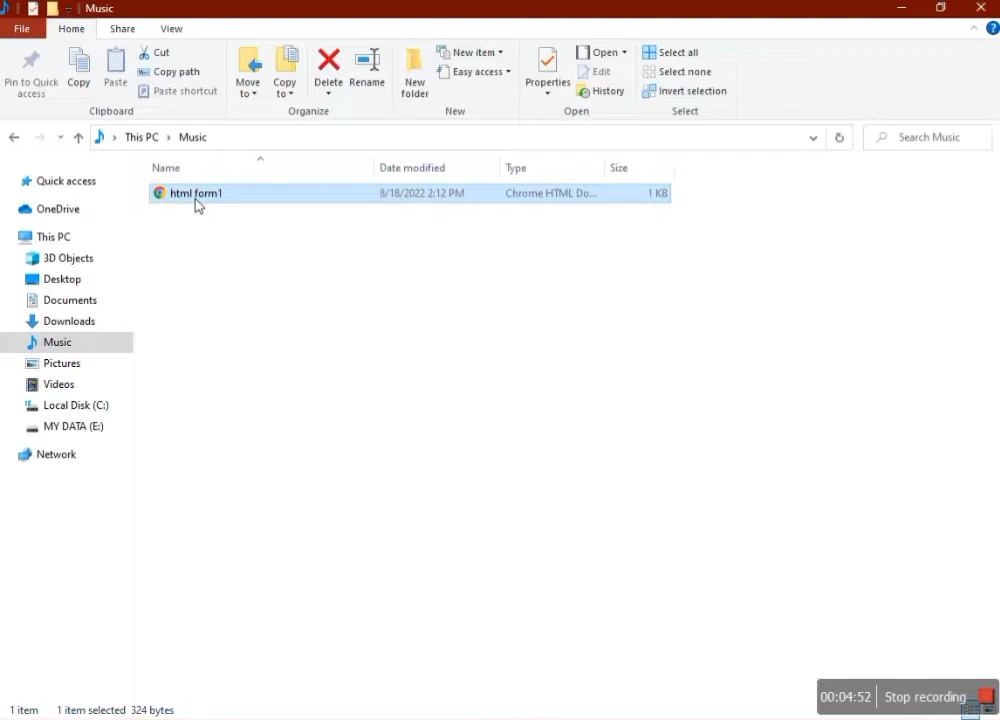 Music
File Home Share View
Pin to Quick access
Copy
Paste
Cut
Copy path
Paste shortcut
Clipboard
Move to
Copy to
Delete
Rename
Organize
New folder
New item
Easy access
New
Properties
Open
Edit
History
Open
Select all
Select none
Invert selection
Select
This PC Music
Search Music
Name Date modified Type Size
html form1 8/18/2022 2:12 PM Chrome HTML Do... 1 KB
Quick access
OneDrive
This PC
3D Objects
Desktop
Documents
Downloads
Music
Pictures
Videos
Local Disk (C:)
MY DATA (E:)
Network
00:04:52 Stop recording
1 item 1 item selected 324 bytes